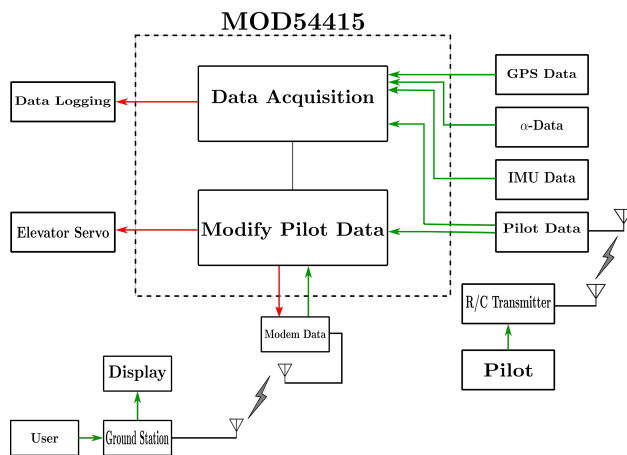 MOD54415
Data Acquisition
GPS Data
Data Logging
α-Data
IMU Data
Modify Pilot Data
Pilot Data
Elevator Servo
R/C Transmitter
Modem Data
Pilot
Display
User
Ground Station